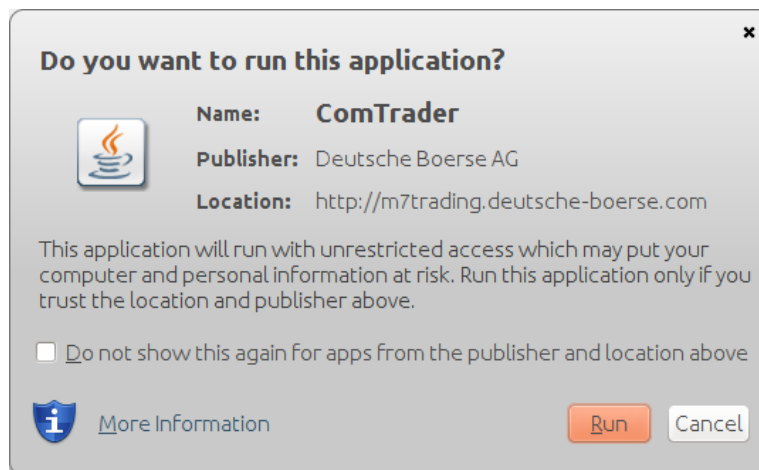 Do you want to run this application?
Name: ComTrader
Publisher: Deutsche Boerse AG
Location: http://m7trading.deutsche-boerse.com
This application will run with unrestricted access which may put your
computer and personal information at risk. Run this application only if you
trust the location and publisher above.
Do not show this again for apps from the publisher and location above
More Information
Run
Cancel